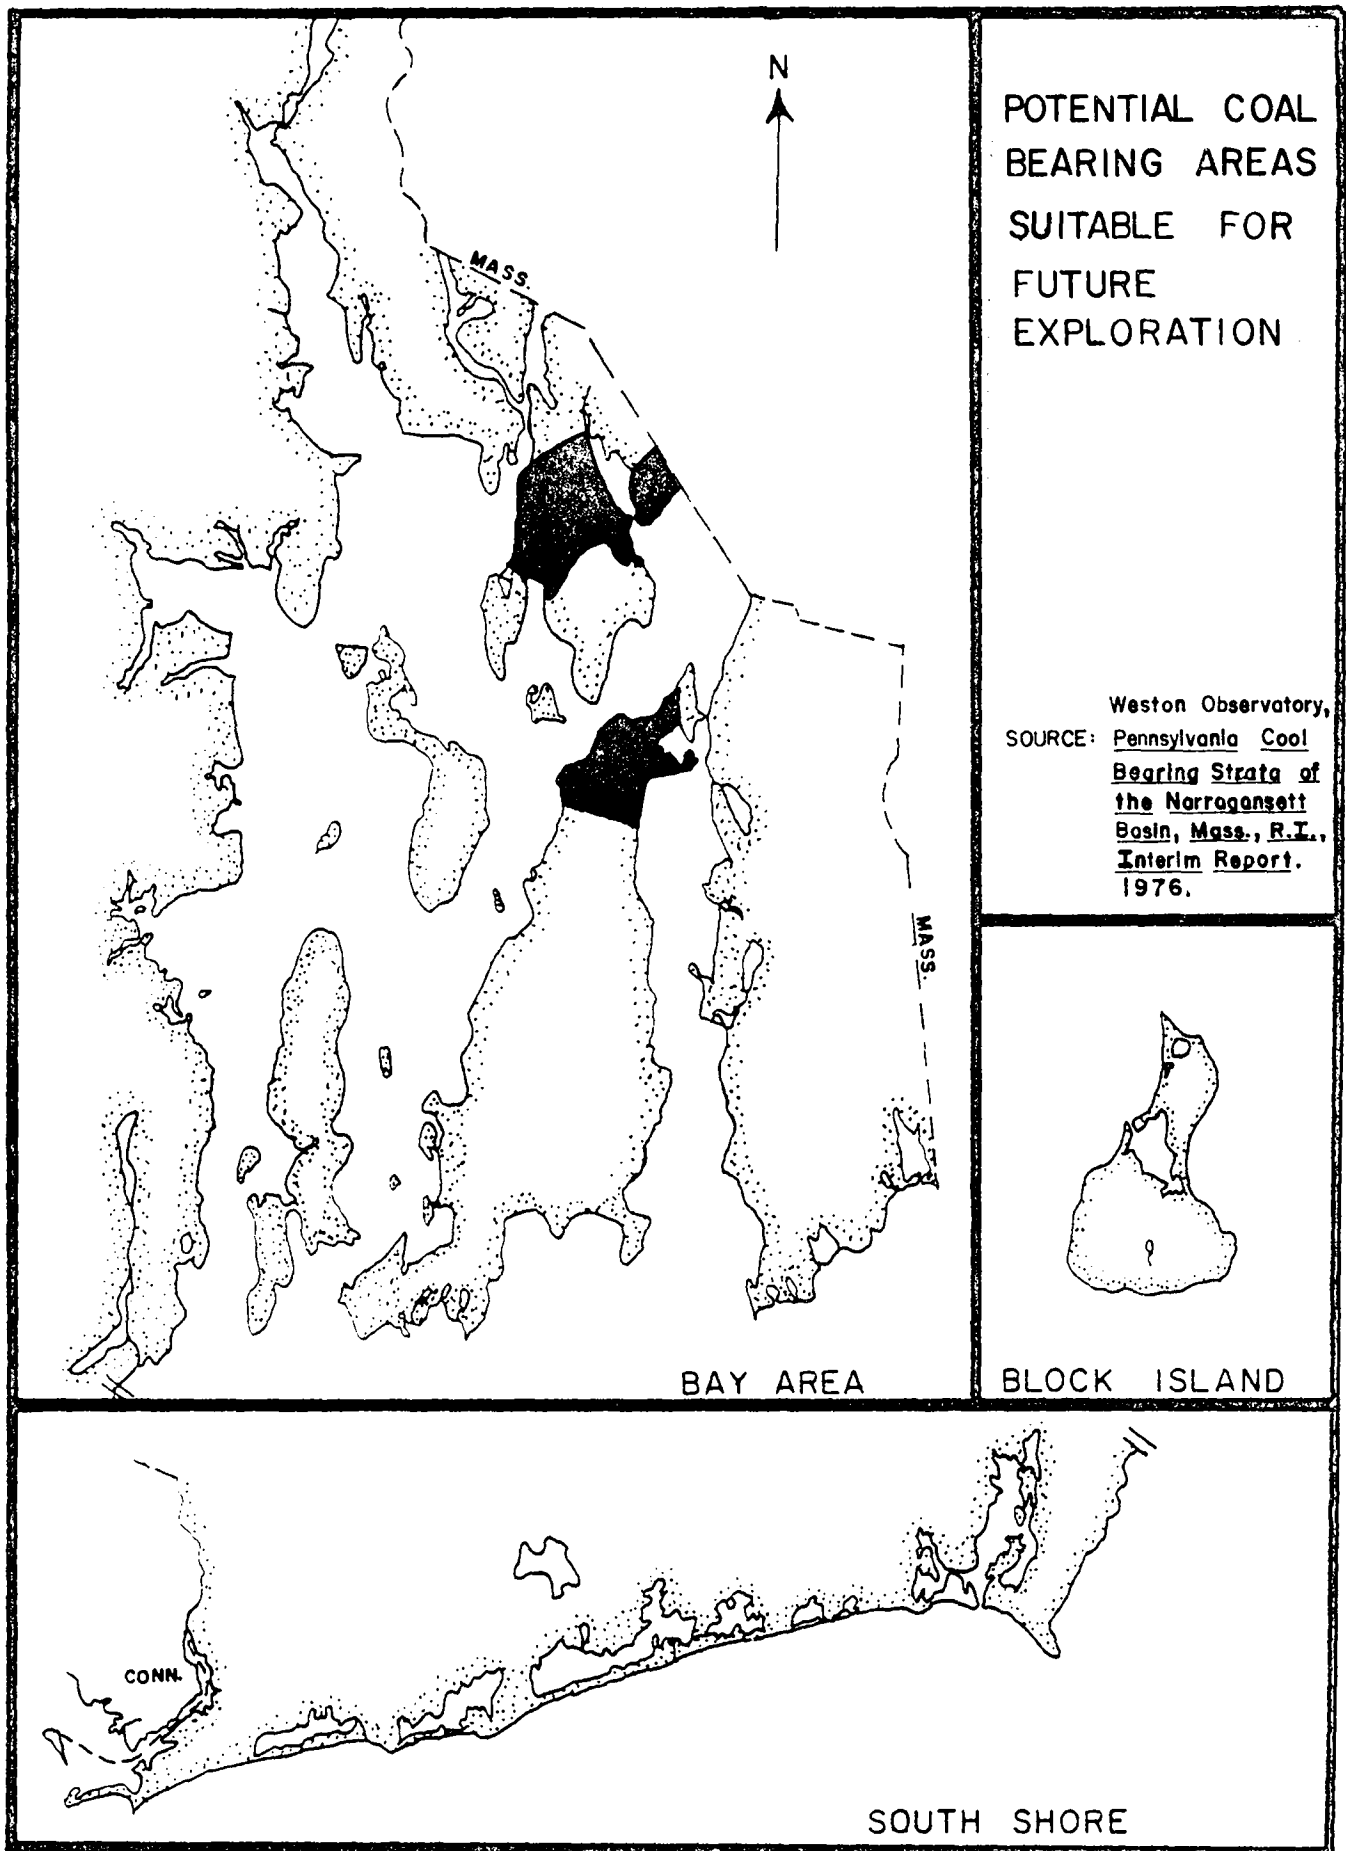 POTENTIAL COAL
BEARING AREAS
SUITABLE FOR
FUTURE
EXPLORATION
N
MASS.
MASS.
Weston Observatory,
SOURCE: Pennsylvania Cool
Bearing Strata of
the Narragansett
Basin, Mass., R.I.,
Interim Report.
1976.
BAY AREA
BLOCK ISLAND
CONN.
SOUTH SHORE